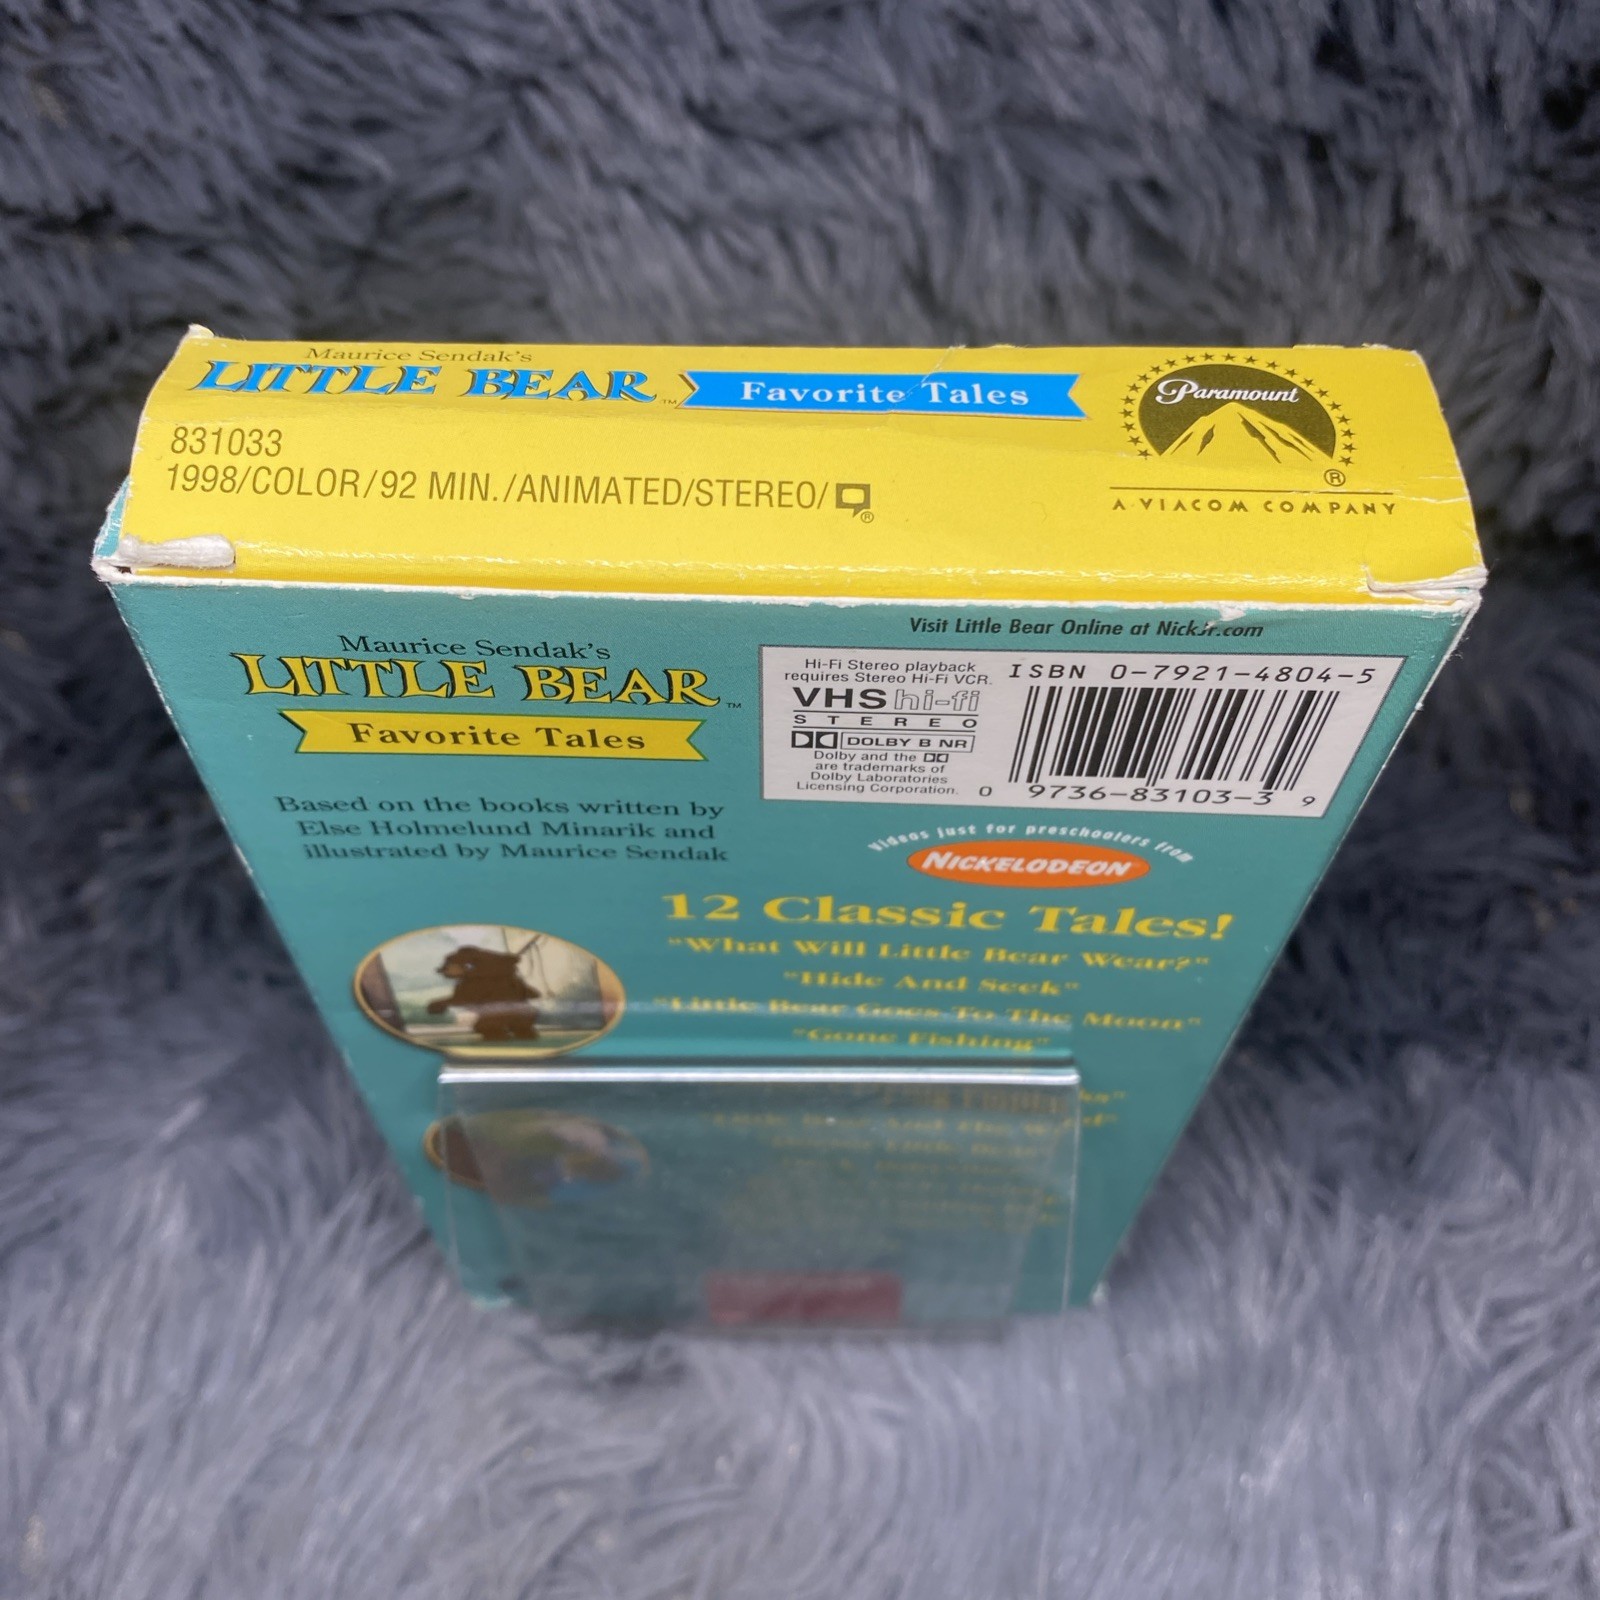 Maurice Sendak's
LITTLE BEAR™ Favorite Tales
831033
1998/COLOR/92 MIN./ANIMATED/STEREO/
®
Paramount
®
A VIACOM COMPANY
Visit Little Bear Online at NickJr.com
Maurice Sendak's
LITTLE BEAR™
Favorite Tales
Based on the books written by
Else Holmelund Minarik and
illustrated by Maurice Sendak
Hi-Fi Stereo playback
requires Stereo Hi-Fi VCR.
VHS hi-fi
STEREO
DOLBY B NR
Dolby and the
are trademarks of
Dolby Laboratories
Licensing Corporation.
ISBN 0-7921-4804-5
0 9736-83103-3 9
Videos just for preschoolers from
NICKELODEON
12 Classic Tales!
"What Will Little Bear Wear?"
"Hide And Seek"
"Little Bear Goes To The Moon"
"Gone Fishing"